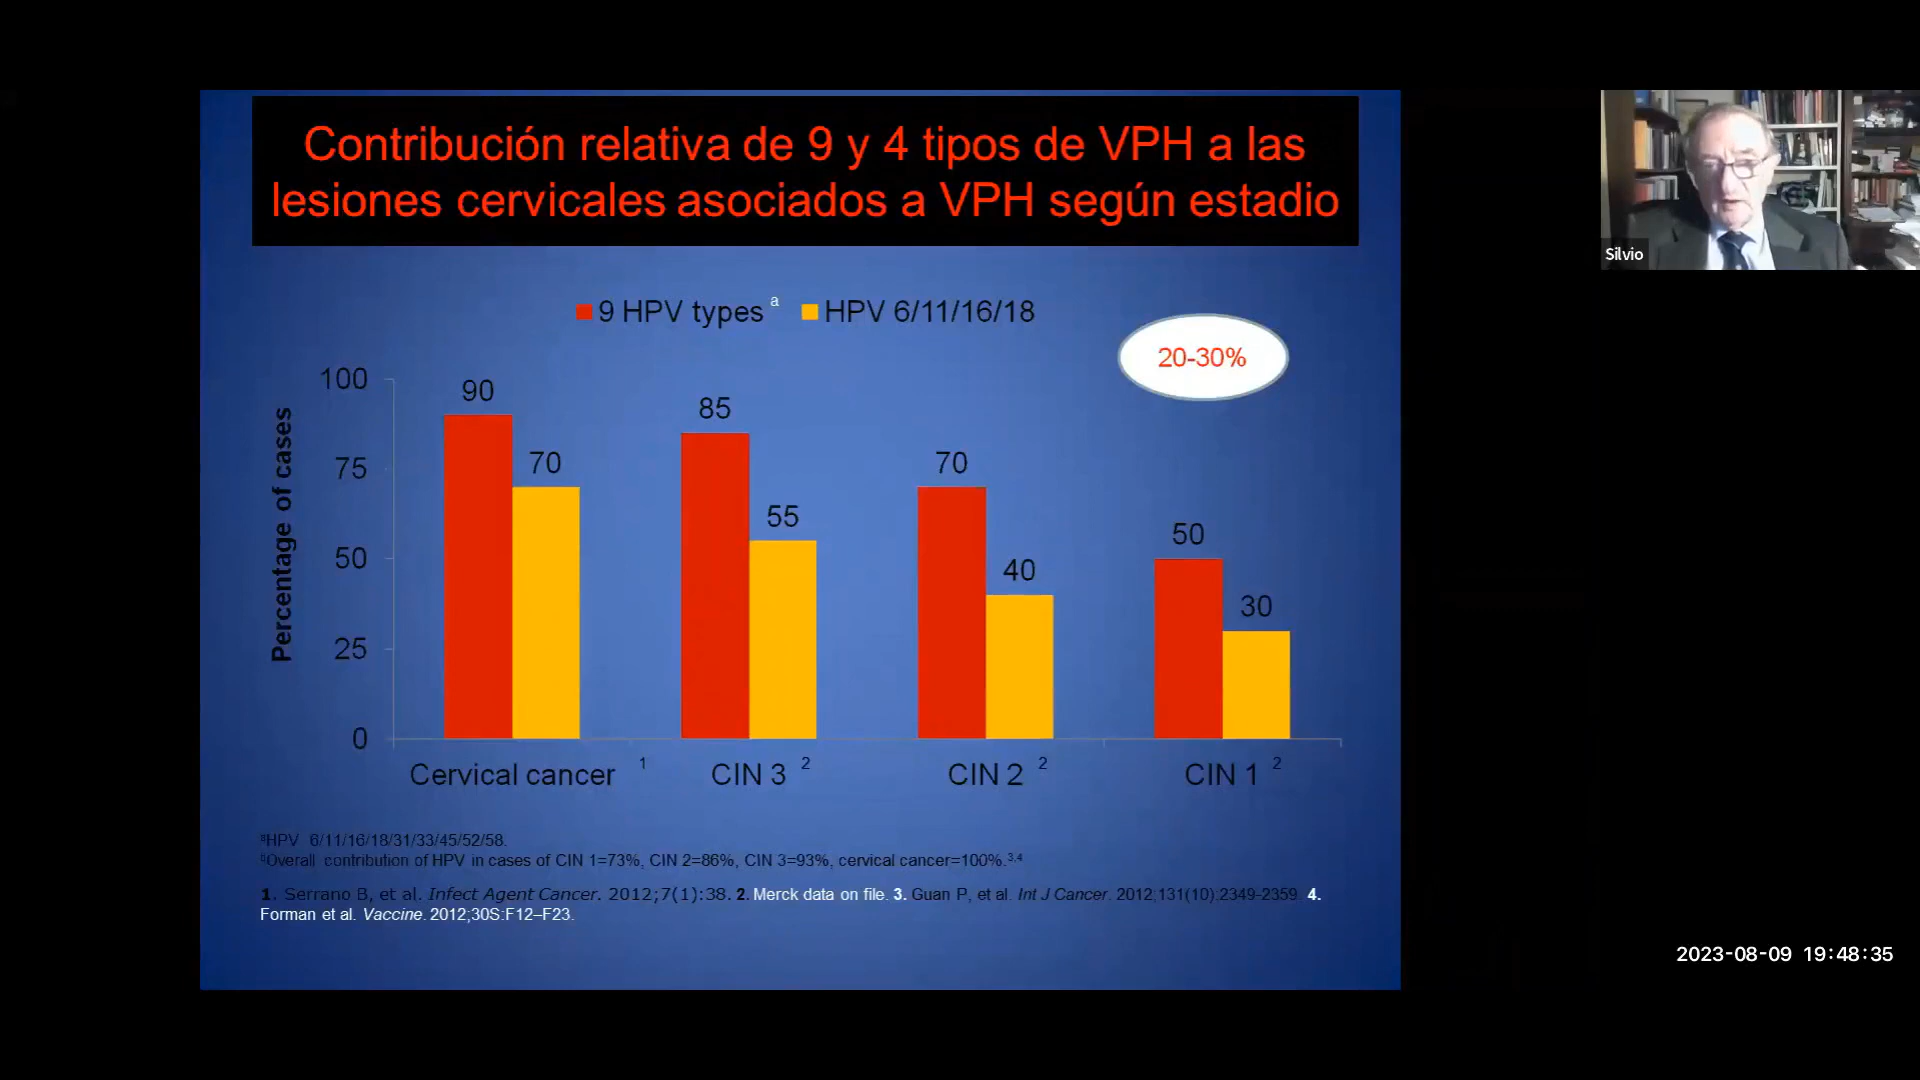 Contribución relativa de 9 y 4 tipos de VPH a las
lesiones cervicales asociados a VPH según estadio
9 HPV types a HPV 6/11/16/18
20-30%
Percentage of cases
100
75
50
25
0
90
70
85
55
70
40
50
30
Cervical cancer 1 CIN 3 2 CIN 2 2 CIN 1 2
aHPV 6/11/16/18/31/33/45/52/58.
Overall contribution of HPV in cases of CIN 1=73%, CIN 2=86%, CIN 3=93%, cervical cancer=100%.3,4
1. Serrano B, et al. Infect Agent Cancer. 2012;7(1):38. 2. Merck data on file. 3. Guan P, et al. Int J Cancer. 2012;131(10):2349-2359. 4.
Forman et al. Vaccine. 2012;30S:F12–F23.
Silvio
2023-08-09 19:48:35